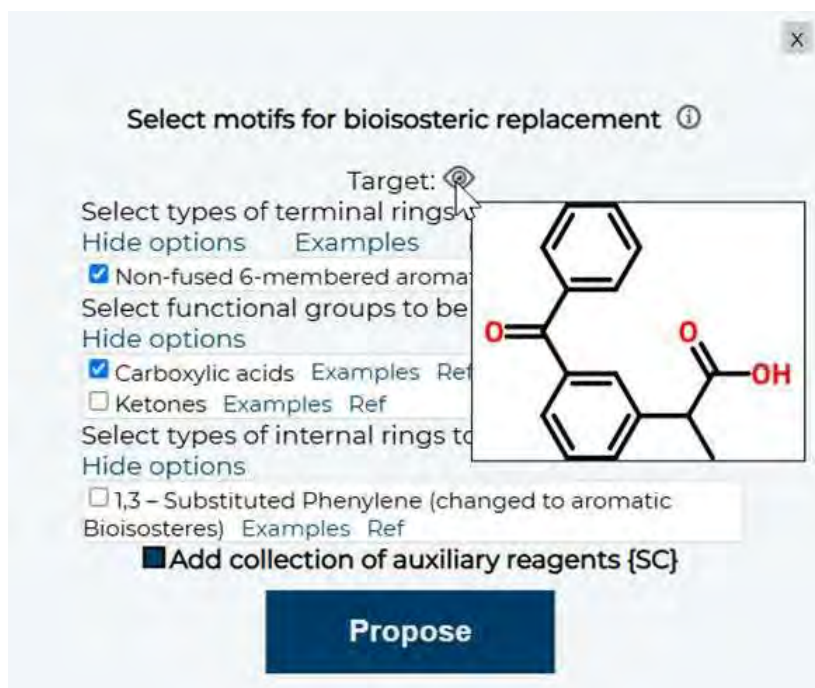 X
Select motifs for bioisosteric replacement ⓘ
Target:
Select types of terminal rings
Hide options Examples
Non-fused 6-membered aroma
Select functional groups to be
Hide options
Carboxylic acids Examples Ref
Ketones Examples Ref
Select types of internal rings to
Hide options
1,3 – Substituted Phenylene (changed to aromatic
Bioisosteres) Examples Ref
Add collection of auxiliary reagents {SC}
Propose
O
O
OH